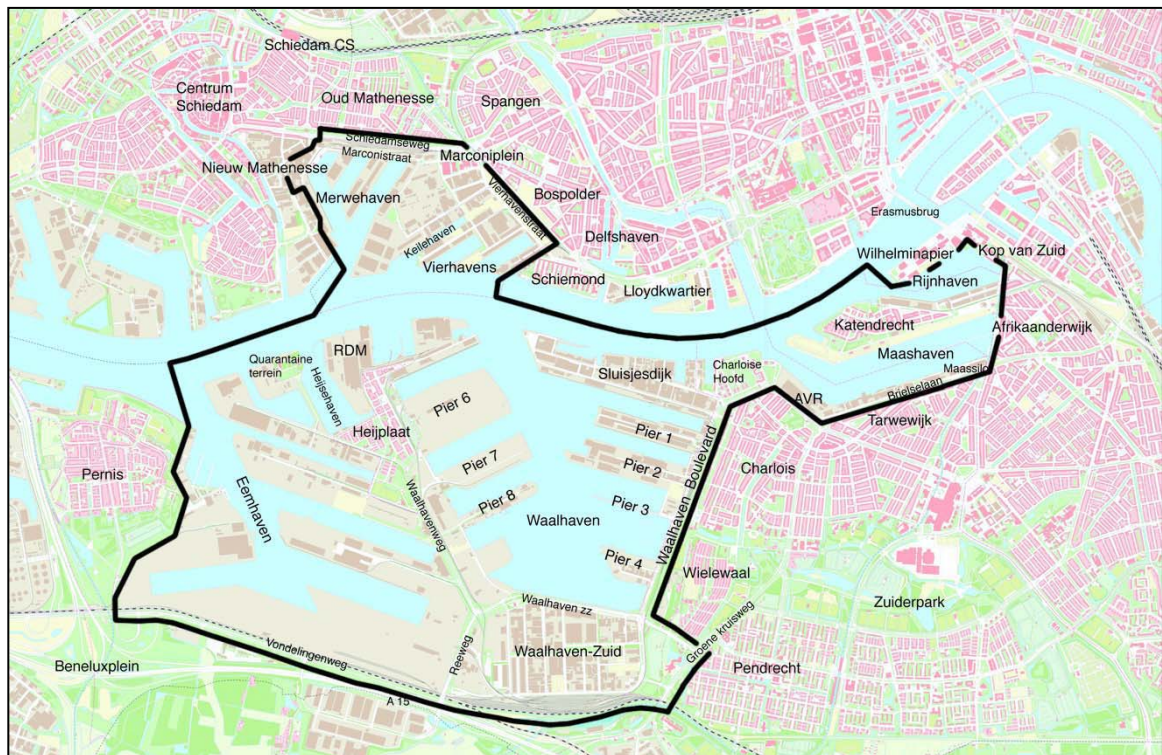 Schiedam CS
Centrum
Schiedam
Oud Mathenesse
Spangen
Schiedamseweg
Marconistraat
Marconiplein
Nieuw Mathenesse
Merwehaven
Vierhavenstraat
Bospolder
Keilehaven
Vierhavens
Delfshaven
Erasmusbrug
Wilhelminapier
Kop van Zuid
Schiemond
Lloydkwartier
Rijnhaven
Katendrecht
Afrikaanderwijk
Quarantaine
terrein
RDM
Heijsehaven
Sluisjesdijk
Charloise
Hoofd
Maashaven
Maassilo
Brielselaan
AVR
Tarwewijk
Heijplaat
Pier 6
Pier 1
Pier 7
Pier 2
Pier 8
Pier 3
Pier 4
Waalhaven
Waalhaven Boulevard
Charlois
Pernis
Eemhaven
Waalhavenweg
Wielewaal
Zuiderpark
Waalhaven zz
Groene kruisweg
Reeweg
Waalhaven-Zuid
Pendrecht
Beneluxplein
Vondelingenweg
A 15